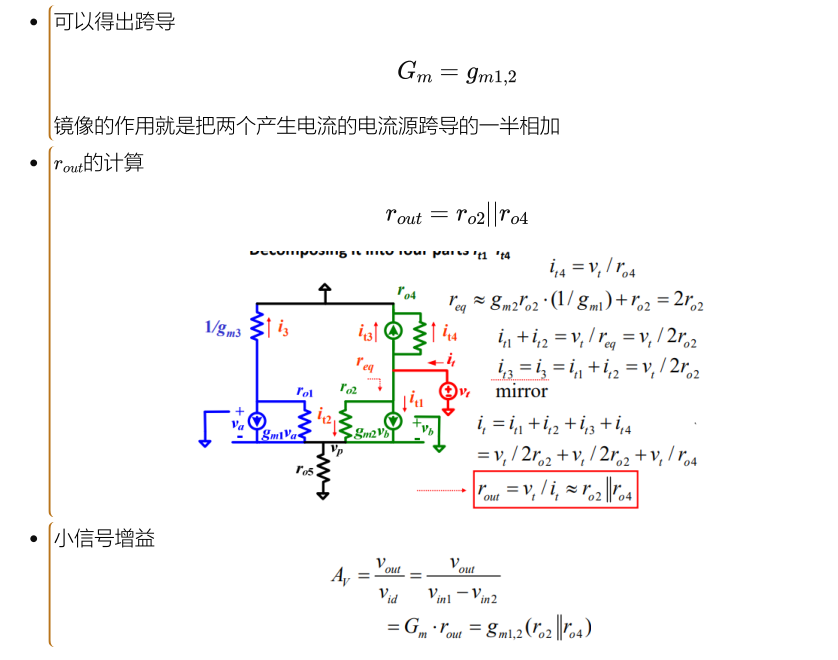 可以得出跨导
G_m = g_{m1,2}
镜像的作用就是把两个产生电流的电流源跨导的一半相加
r_{out}的计算
r_{out} = r_{o2}||r_{o4}
Decomposing it into four parts i_{t1} i_{t4}
i_{t4} = v_t / r_{o4}
r_{eq} ≈ g_{m2}r_{o2}·(1/g_{m1})+r_{o2} = 2r_{o2}
i_{t1} + i_{t2} = v_t / r_{eq} = v_t / 2r_{o2}
i_{t3} = i_3 = i_{t1} + i_{t2} = v_t / 2r_{o2}
mirror
i_t = i_{t1} + i_{t2} + i_{t3} + i_{t4}
= v_t / 2r_{o2} + v_t / 2r_{o2} + v_t / r_{o4}
r_{out} = v_t / i_t ≈ r_{o2}||r_{o4}
r_{o4}
1/g_{m3}
i_3
i_{t3}
i_{t4}
r_{eq}
i_t
v_t
r_{o1}
r_{o2}
i_{t1}
i_{t2}
+
v_a
-
g_{m1}v_a
g_{m2}v_b
+
v_b
-
v_p
r_{o5}
小信号增益
A_V = v_{out} / v_{id} = v_{out} / (v_{in1} − v_{in2})
= G_m · r_{out} = g_{m1,2}(r_{o2}||r_{o4})